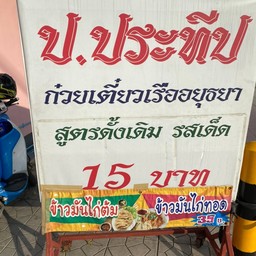 ป.ประทีป
ก๋วยเตี๋ยวเรืออยุธยา
สูตรดั้งเดิม รสเด็ด
15 บาท
ข้าวมันไก่ต้ม ข้าวมันไก่ทอด
35 บ.